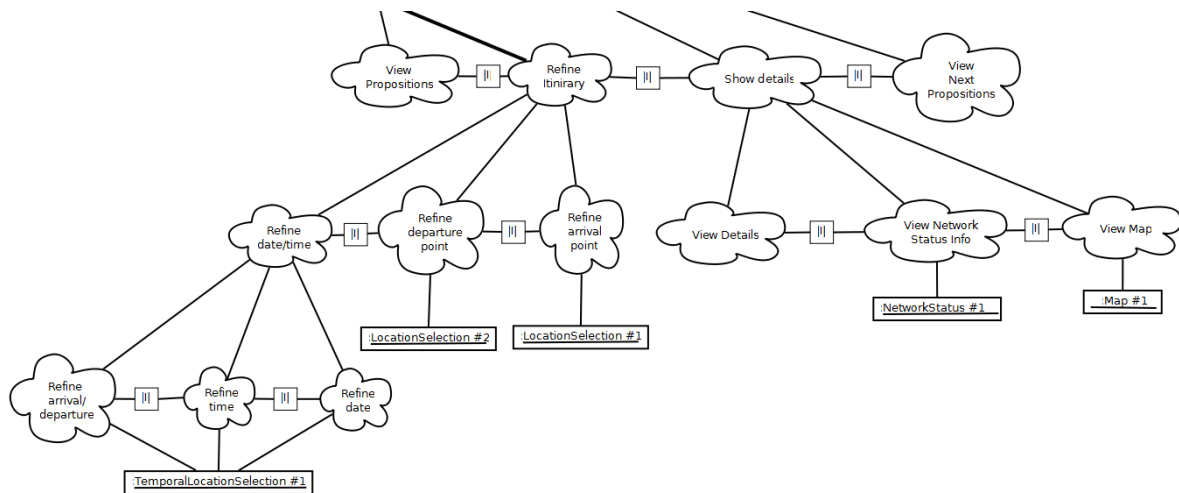 View
Propositions
|||
Refine
Itinirary
|||
Show details
|||
View
Next
Propositions
Refine
date/time
|||
Refine
departure
point
|||
Refine
arrival
point
View Details
|||
View Network
Status Info
|||
View Map
:LocationSelection #2
:LocationSelection #1
:NetworkStatus #1
:Map #1
Refine
arrival/
departure
|||
Refine
time
|||
Refine
date
:TemporalLocationSelection #1